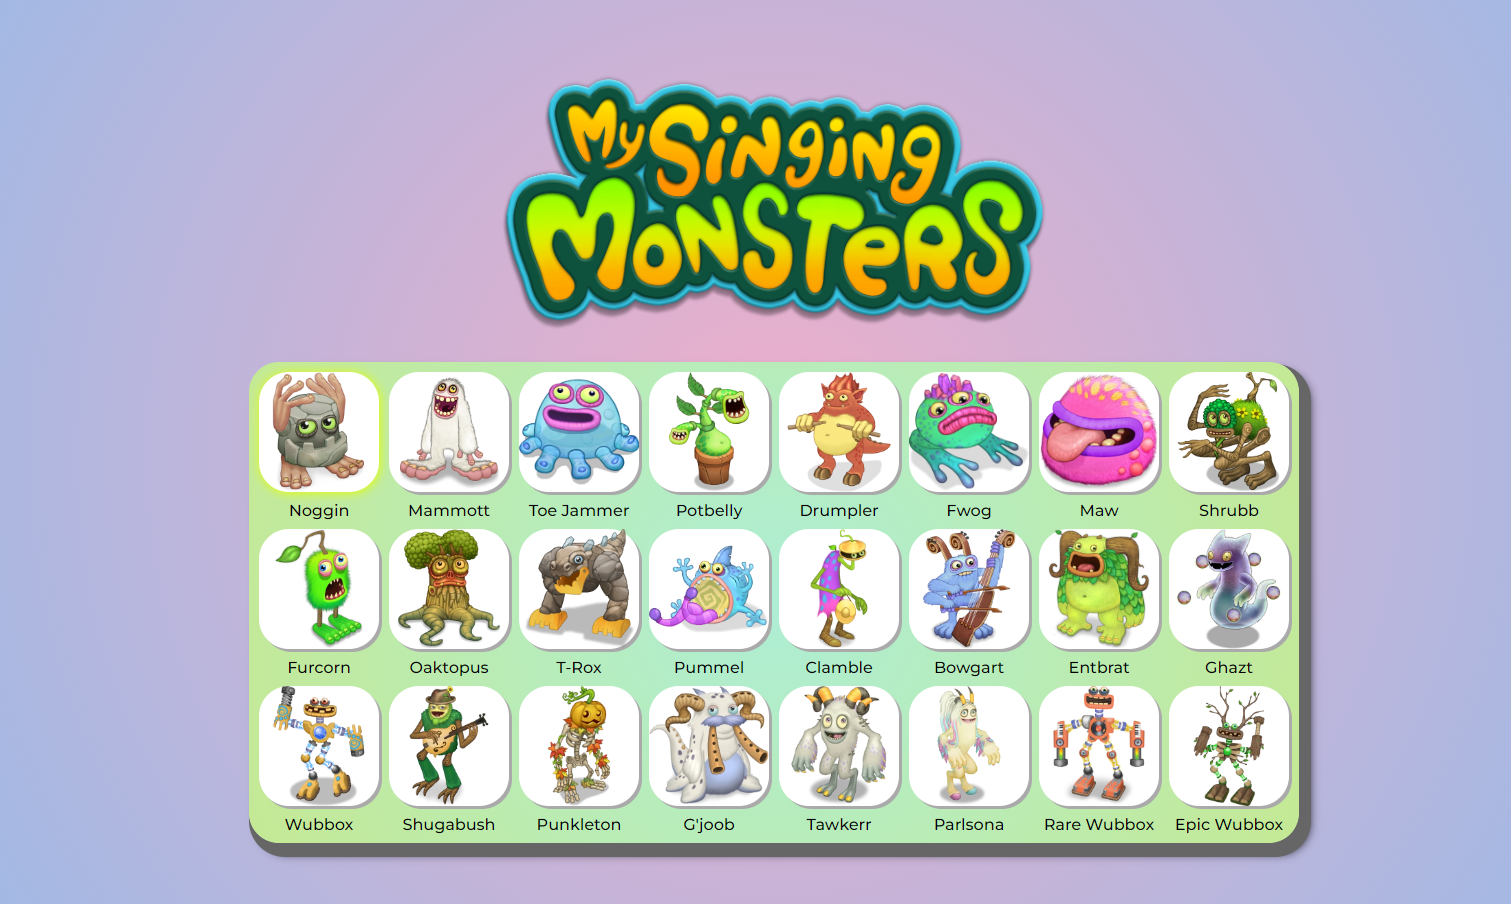 My Singing
Monsters
Noggin Mammott Toe Jammer Potbelly Drumpler Fwog Maw Shrubb
Furcorn Oaktopus T-Rox Pummel Clamble Bowgart Entbrat Ghazt
Wubbox Shugabush Punkleton G'joob Tawkerr Parlsona Rare Wubbox Epic Wubbox